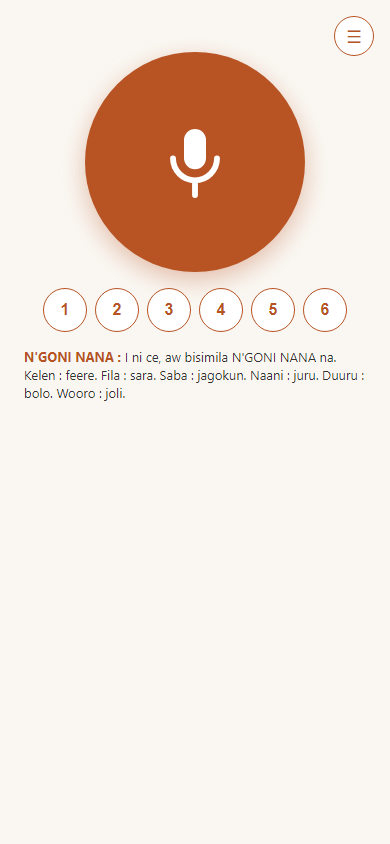 1 2 3 4 5 6
N'GONI NANA : I ni ce, aw bisimila N'GONI NANA na.
Kelen : feere. Fila : sara. Saba : jagokun. Naani : juru. Duuru :
bolo. Wooro : joli.